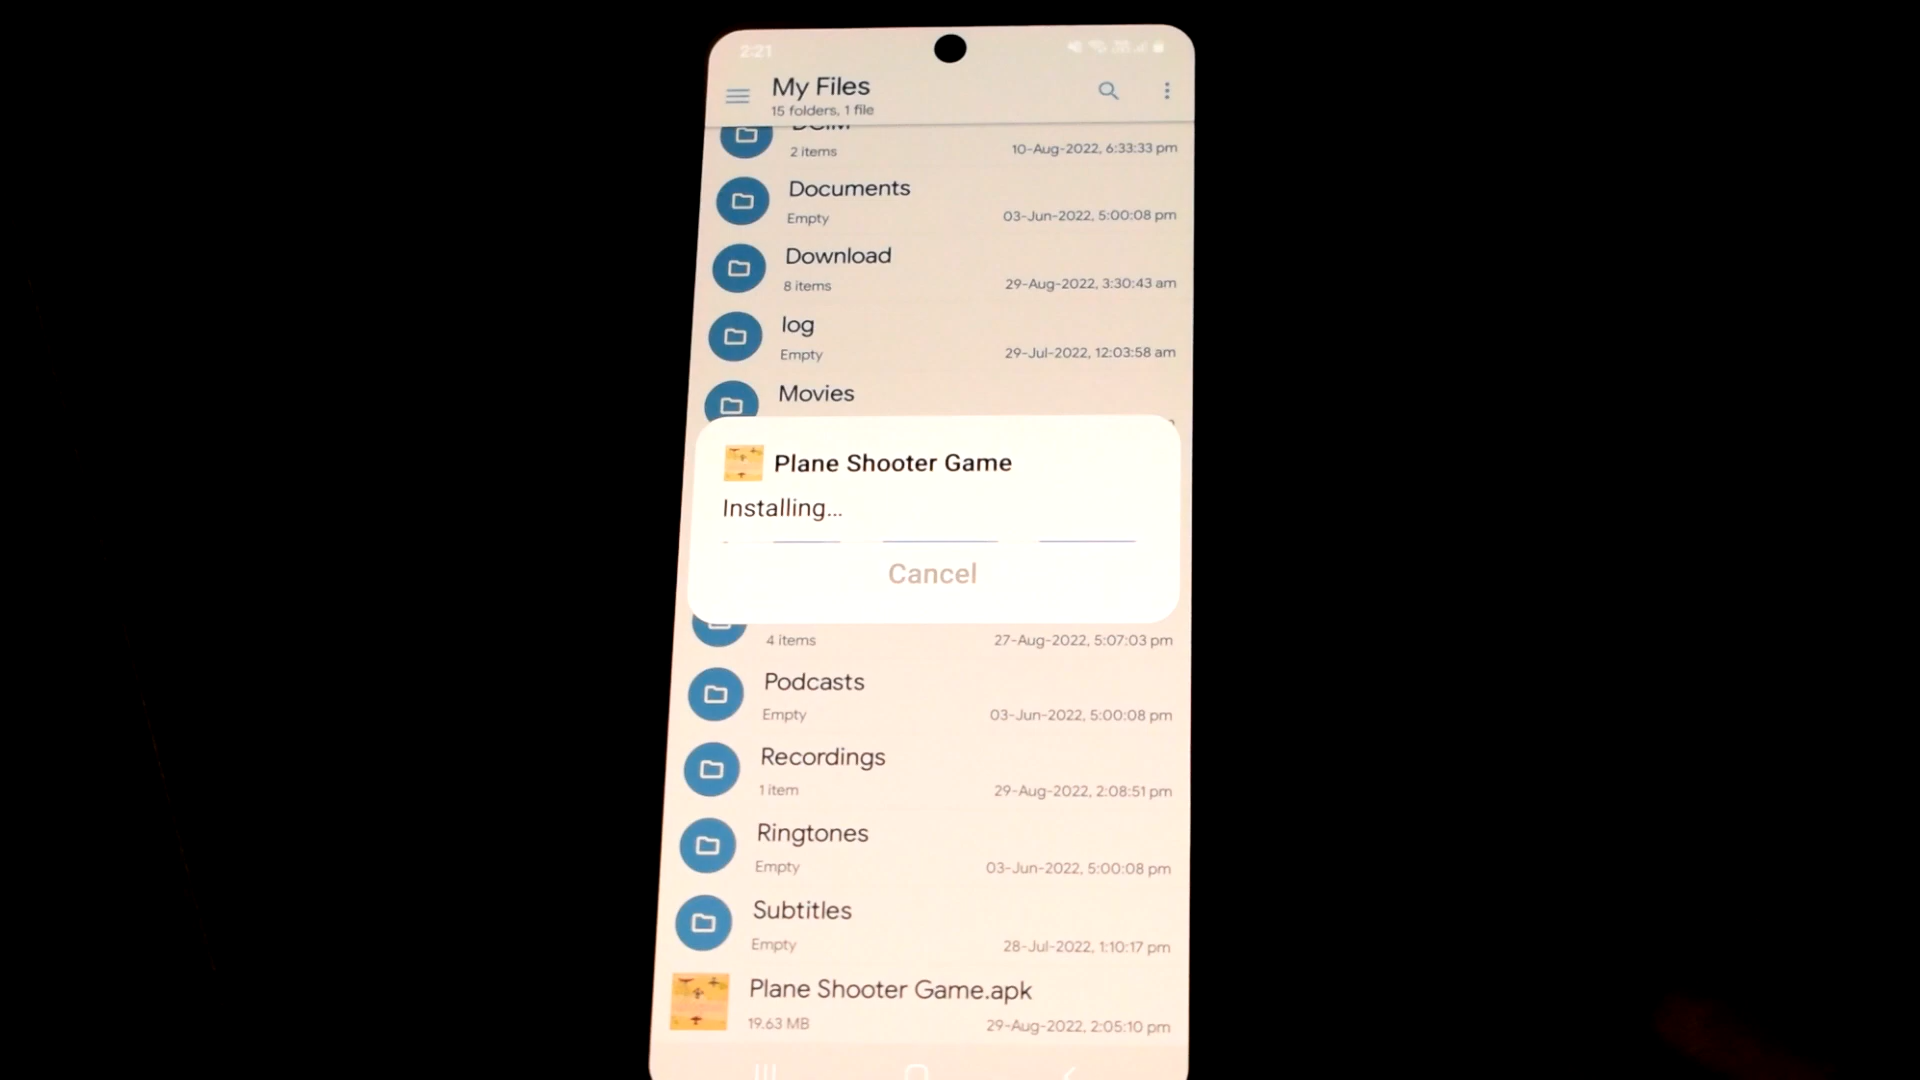 2:21
My Files
15 folders, 1 file
DCIM
2 items
10-Aug-2022, 6:33:33 pm
Documents
Empty
03-Jun-2022, 5:00:08 pm
Download
8 items
29-Aug-2022, 3:30:43 am
log
Empty
29-Jul-2022, 12:03:58 am
Movies
Plane Shooter Game
Installing...
Cancel
4 items
27-Aug-2022, 5:07:03 pm
Podcasts
Empty
03-Jun-2022, 5:00:08 pm
Recordings
1 item
29-Aug-2022, 2:08:51 pm
Ringtones
Empty
03-Jun-2022, 5:00:08 pm
Subtitles
Empty
28-Jul-2022, 1:10:17 pm
Plane Shooter Game.apk
19.63 MB
29-Aug-2022, 2:05:10 pm